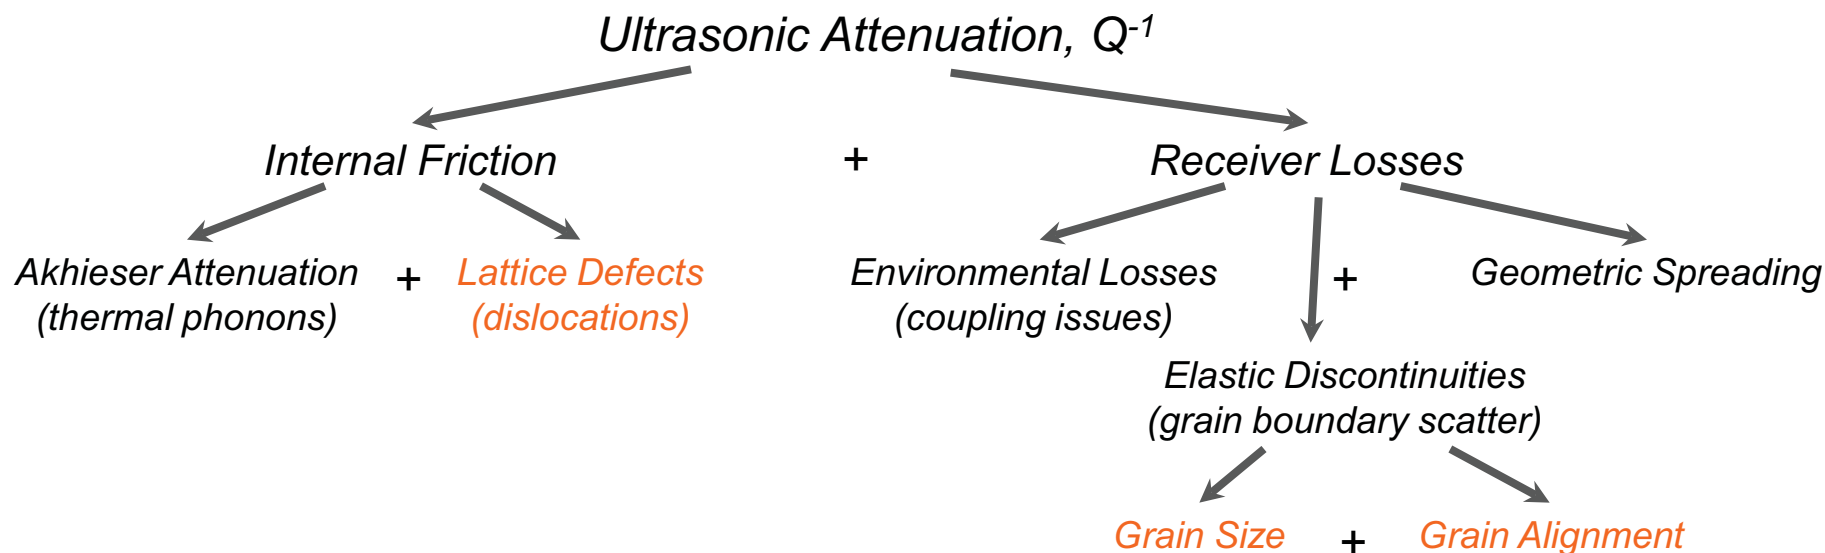 Ultrasonic Attenuation, Q⁻¹
Internal Friction + Receiver Losses
Akhieser Attenuation + Lattice Defects Environmental Losses + Geometric Spreading
(thermal phonons) (dislocations) (coupling issues)
Elastic Discontinuities
(grain boundary scatter)
Grain Size + Grain Alignment